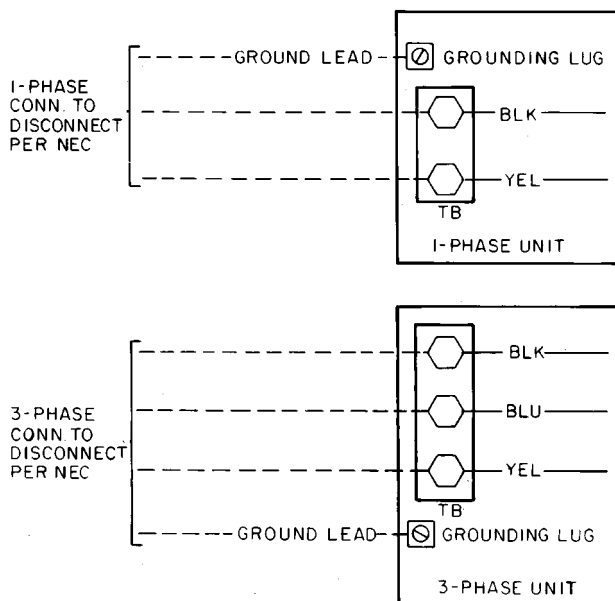 GROUND LEAD
GROUNDING LUG
1-PHASE
CONN. TO
DISCONNECT
PER NEC
BLK
YEL
TB
1-PHASE UNIT
BLK
3-PHASE
CONN. TO
DISCONNECT
PER NEC
BLU
YEL
TB
GROUND LEAD
GROUNDING LUG
3-PHASE UNIT